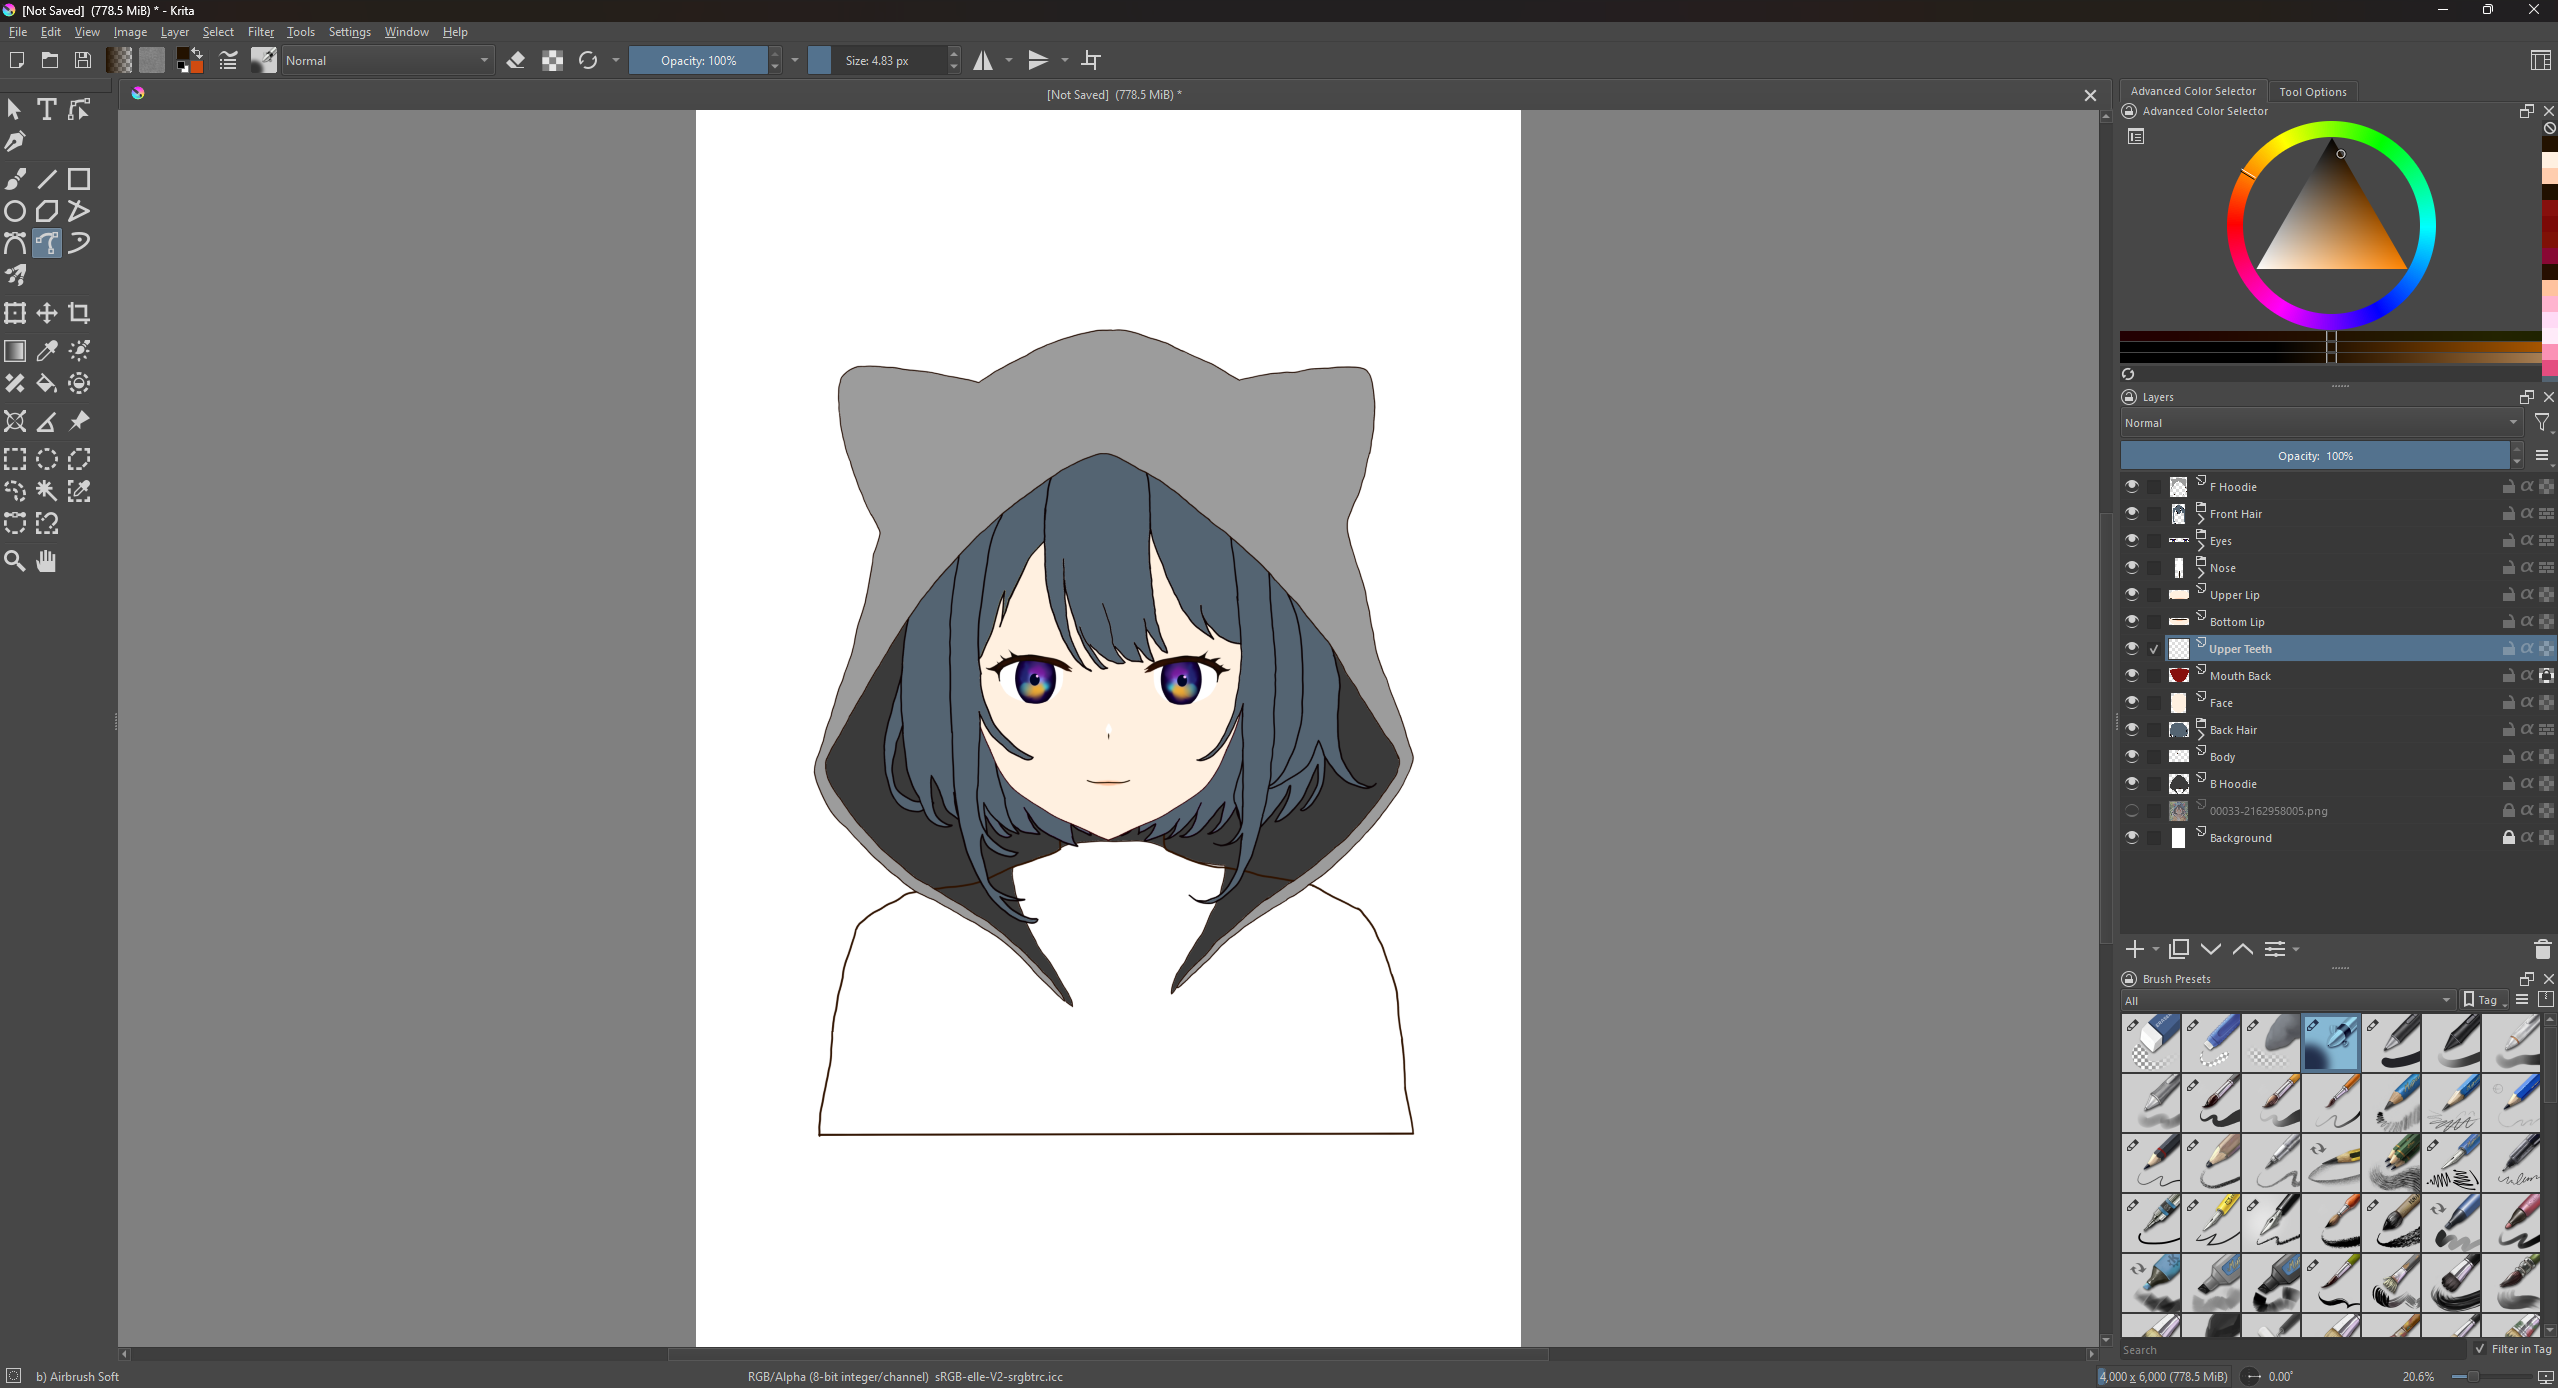 [Not Saved]  (778.5 MiB) * - Krita
File Edit View Image Layer Select Filter Tools Settings Window Help
Normal
Opacity: 100%
Size: 4.83 px
[Not Saved]  (778.5 MiB) *
Advanced Color Selector
Tool Options
Advanced Color Selector
Layers
Normal
Opacity:  100%
F Hoodie
Front Hair
Eyes
Nose
Upper Lip
Bottom Lip
Upper Teeth
Mouth Back
Face
Back Hair
Body
B Hoodie
00033-2162958005.png
Background
Brush Presets
All
Tag
Search
Filter in Tag
b) Airbrush Soft
RGB/Alpha (8-bit integer/channel)  sRGB-elle-V2-srgbtrc.icc
4,000 x 6,000 (778.5 MiB)
0.00°
20.6%